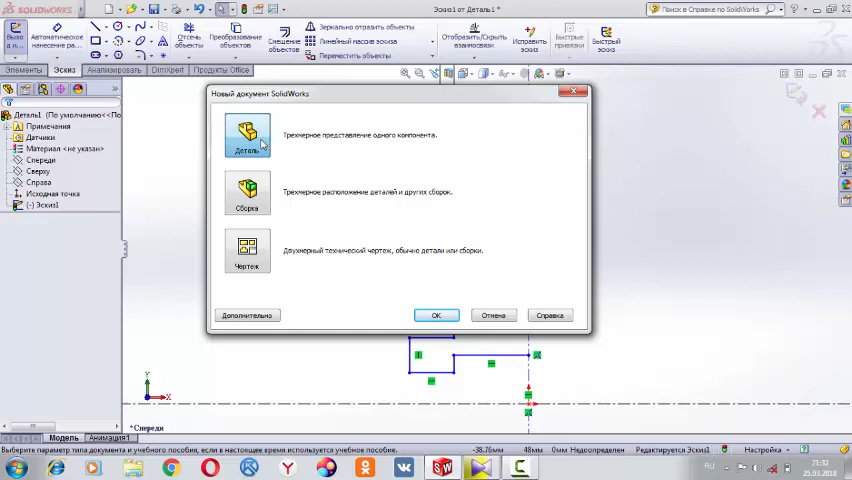 SOLIDWORKS
Эскиз1 от Деталь1 *
Поиск в Справке SolidWorks
Выхо
д и...
Автоматическое
нанесение ра...
Отсечь
объекты
Преобразование
объектов
Смещение
объектов
Зеркально отразить объекты
Линейный массив эскиза
Переместить объекты
Отобразить/Скрыть
взаимосвязи
Исправить
эскиз
Быстрые
привязки
Быстрый
эскиз
Элементы
Эскиз
Анализировать
DimXpert
Продукты Office
Деталь1 (По умолчанию<<По
Примечания
Датчики
Материал <не указан>
Спереди
Сверху
Справа
Исходная точка
(-) Эскиз1
Новый документ SolidWorks
Деталь
Трехмерное представление одного компонента.
Сборка
Трехмерное расположение деталей и других сборок.
Чертеж
Двухмерный технический чертеж, обычно детали или сборки.
Дополнительно
OK
Отмена
Справка
Y
X
*Спереди
Модель
Анимация1
Выберите параметр типа документа и учебного пособия, если в настоящее время используется учебное пособие.
-38.76мм
48мм
0мм
Недоопределен
Редактируется Эскиз1
Настройка
RU
21:32
25.03.2018